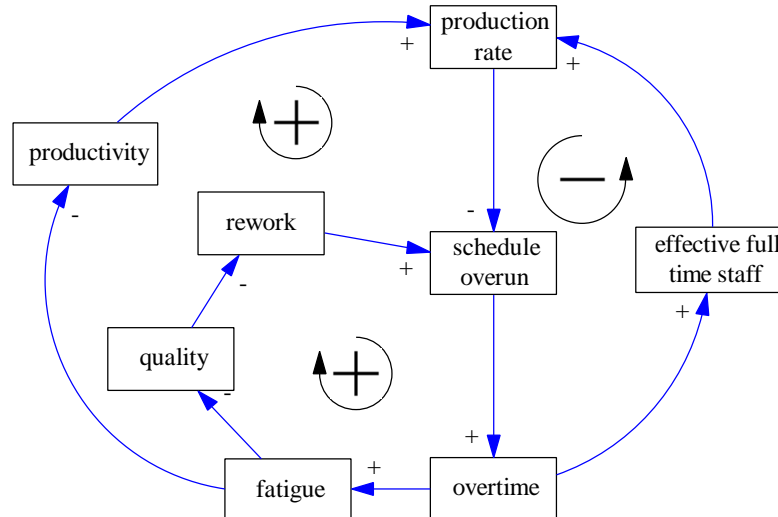 production
rate
+
+
+
productivity
-
-
-
rework
schedule
overun
effective full
time staff
+
-
+
quality
+
-
+
+
fatigue
overtime